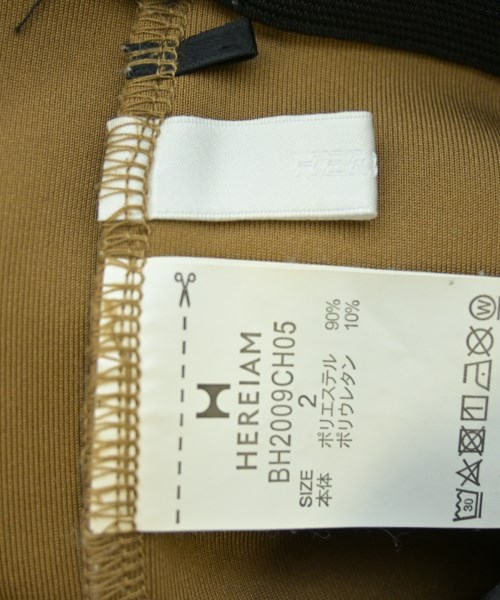 HEREIAM
BH2009CH05
SIZE 2
本体 ポリエステル 90%
ポリウレタン 10%
30
W